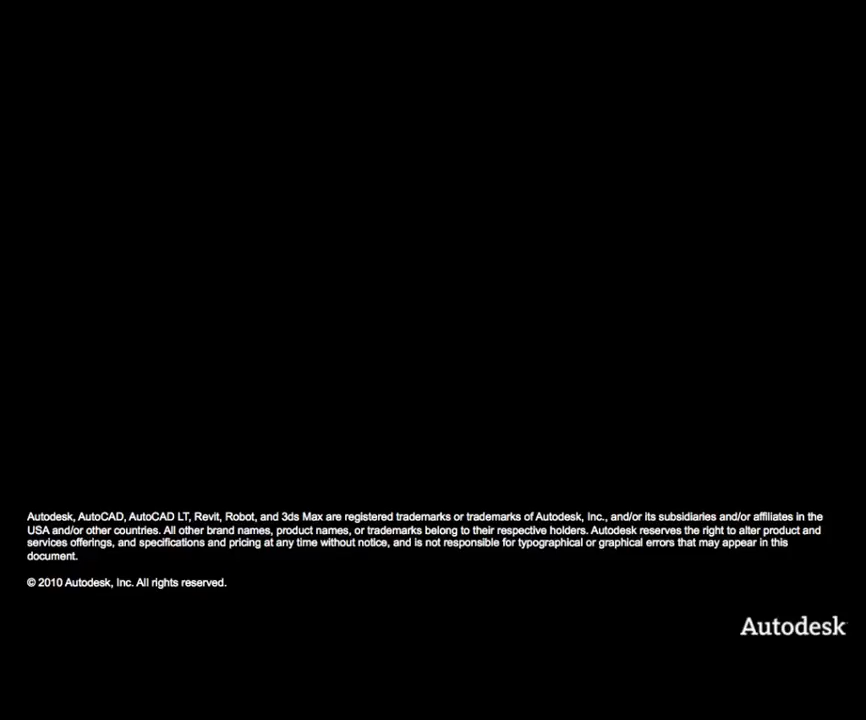 Autodesk, AutoCAD, AutoCAD LT, Revit, Robot, and 3ds Max are registered trademarks or trademarks of Autodesk, Inc., and/or its subsidiaries and/or affiliates in the
USA and/or other countries. All other brand names, product names, or trademarks belong to their respective holders. Autodesk reserves the right to alter product and
services offerings, and specifications and pricing at any time without notice, and is not responsible for typographical or graphical errors that may appear in this
document.
© 2010 Autodesk, Inc. All rights reserved.
Autodesk